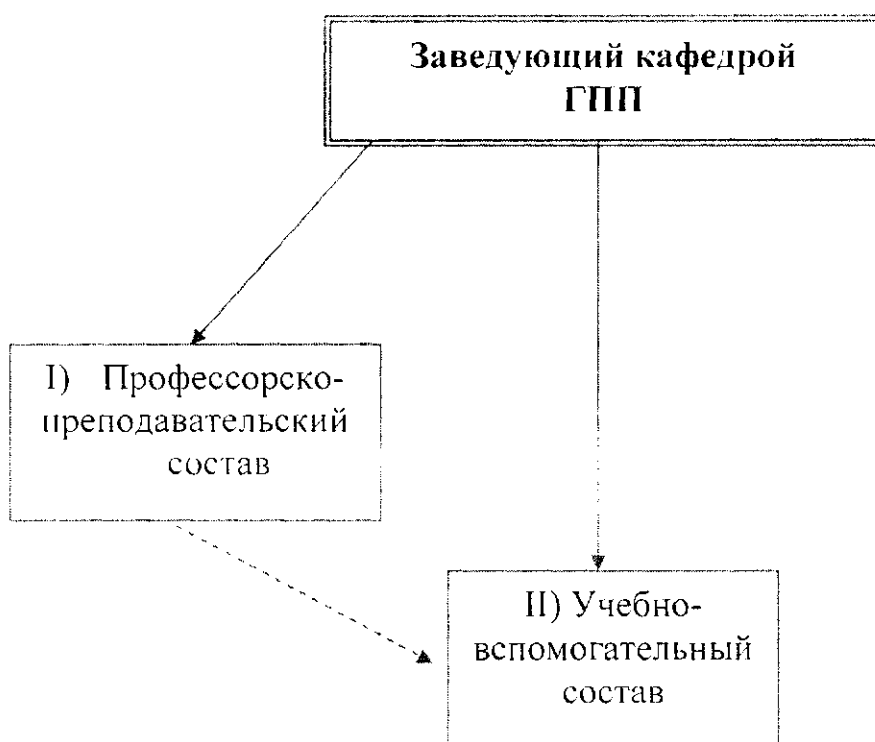 Заведующий кафедрой
ГПП
I) Профессорско-
преподавательский
состав
II) Учебно-
вспомогательный
состав